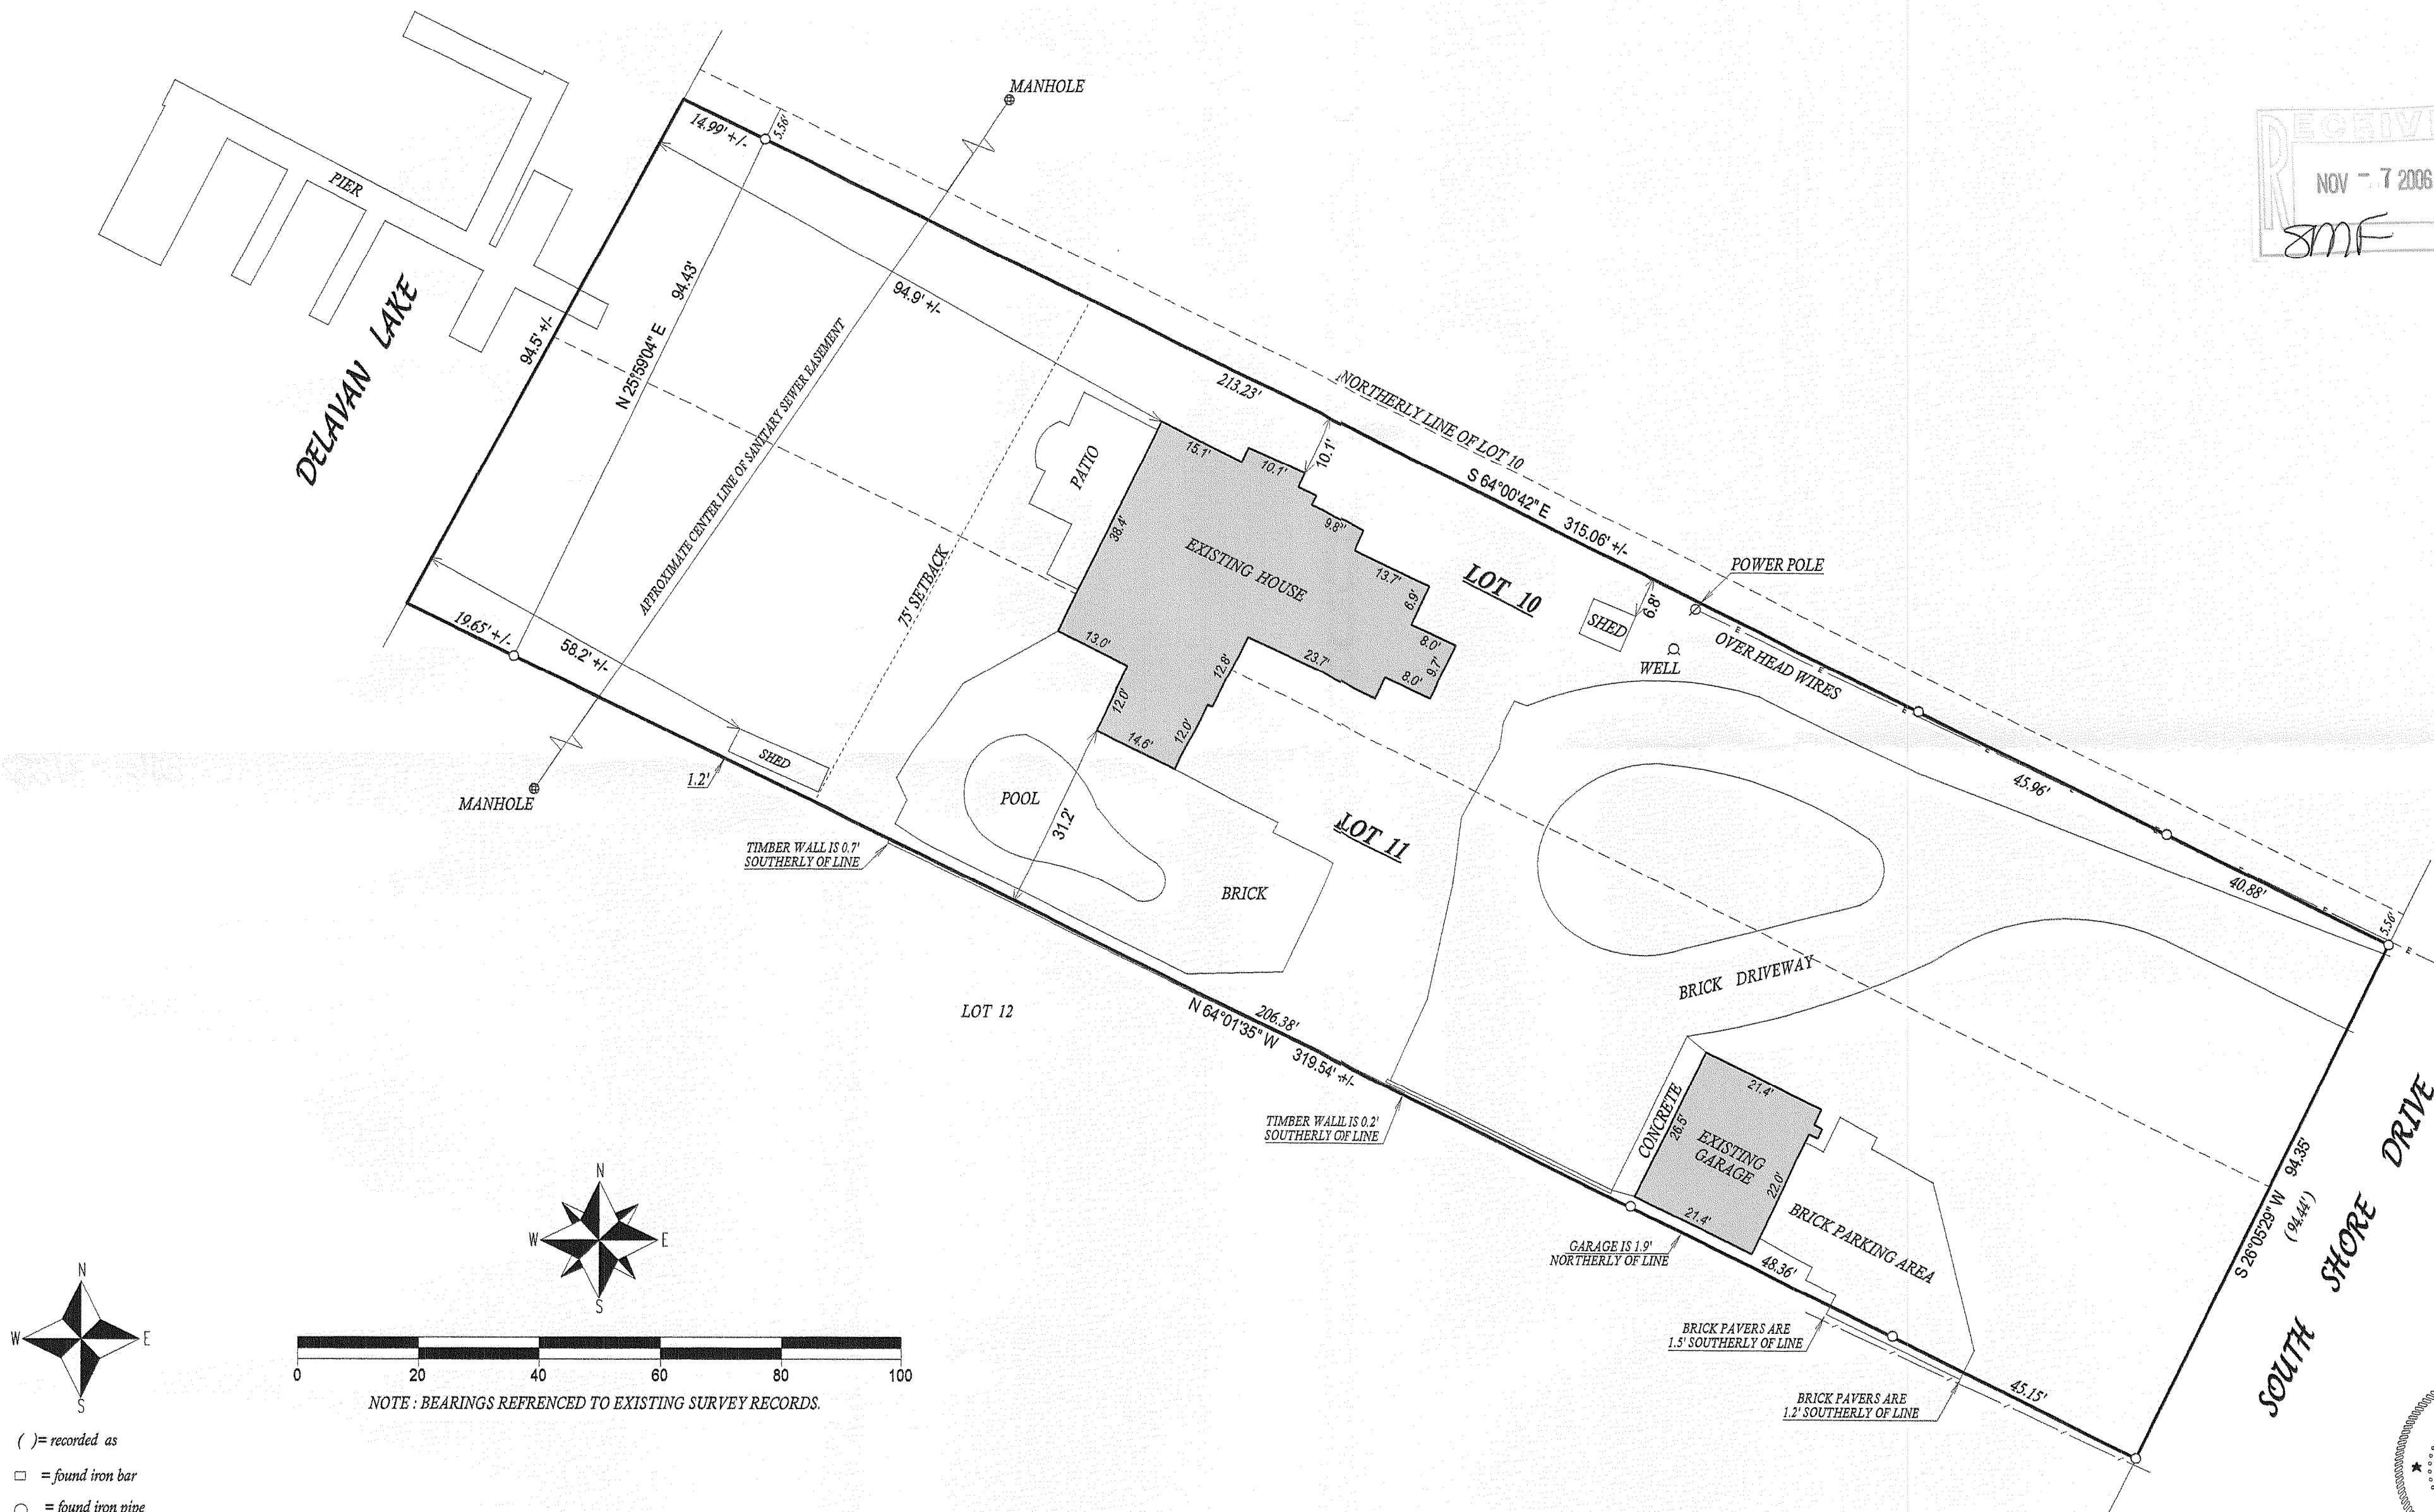 MANHOLE
RECEIV
NOV - 7 2006
SMF
14.99' +/-
5.56'
PIER
DELAVAN LAKE
94.5' +/-
N 25°59'04" E
94.43'
94.9' +/-
APPROXIMATE CENTER LINE OF SANITARY SEWER EASEMENT
213.23'
NORTHERLY LINE OF LOT 10
S 64°00'42" E 315.06' +/-
75' SETBACK
PATIO
15.1'
10.1'
10.1'
9.8'
38.4'
EXISTING HOUSE
13.7'
6.9'
8.0'
9.7'
8.0'
23.7'
12.8'
13.0'
12.0'
12.0'
14.6'
LOT 10
SHED
6.8'
POWER POLE
WELL
OVER HEAD WIRES
E
E
E
E
E
E
E
E
E
45.96'
40.88'
5.56'
19.65' +/-
58.2' +/-
SHED
1.2'
MANHOLE
POOL
31.2'
LOT 11
TIMBER WALL IS 0.7'
SOUTHERLY OF LINE
BRICK
BRICK DRIVEWAY
LOT 12
N 64°01'35" W 319.54' +/-
206.38'
TIMBER WALL IS 0.2'
SOUTHERLY OF LINE
CONCRETE
26.5'
21.4'
EXISTING
GARAGE
22.0'
21.4'
BRICK PARKING AREA
GARAGE IS 1.9'
NORTHERLY OF LINE
48.36'
BRICK PAVERS ARE
1.5' SOUTHERLY OF LINE
BRICK PAVERS ARE
1.2' SOUTHERLY OF LINE
45.15'
S 26°05'29" W 94.35'
(94.44')
SOUTH SHORE DRIVE
N
W
E
S
N
W
E
S
0 20 40 60 80 100
NOTE : BEARINGS REFRENCED TO EXISTING SURVEY RECORDS.
( )= recorded as
= found iron bar
= found iron pipe